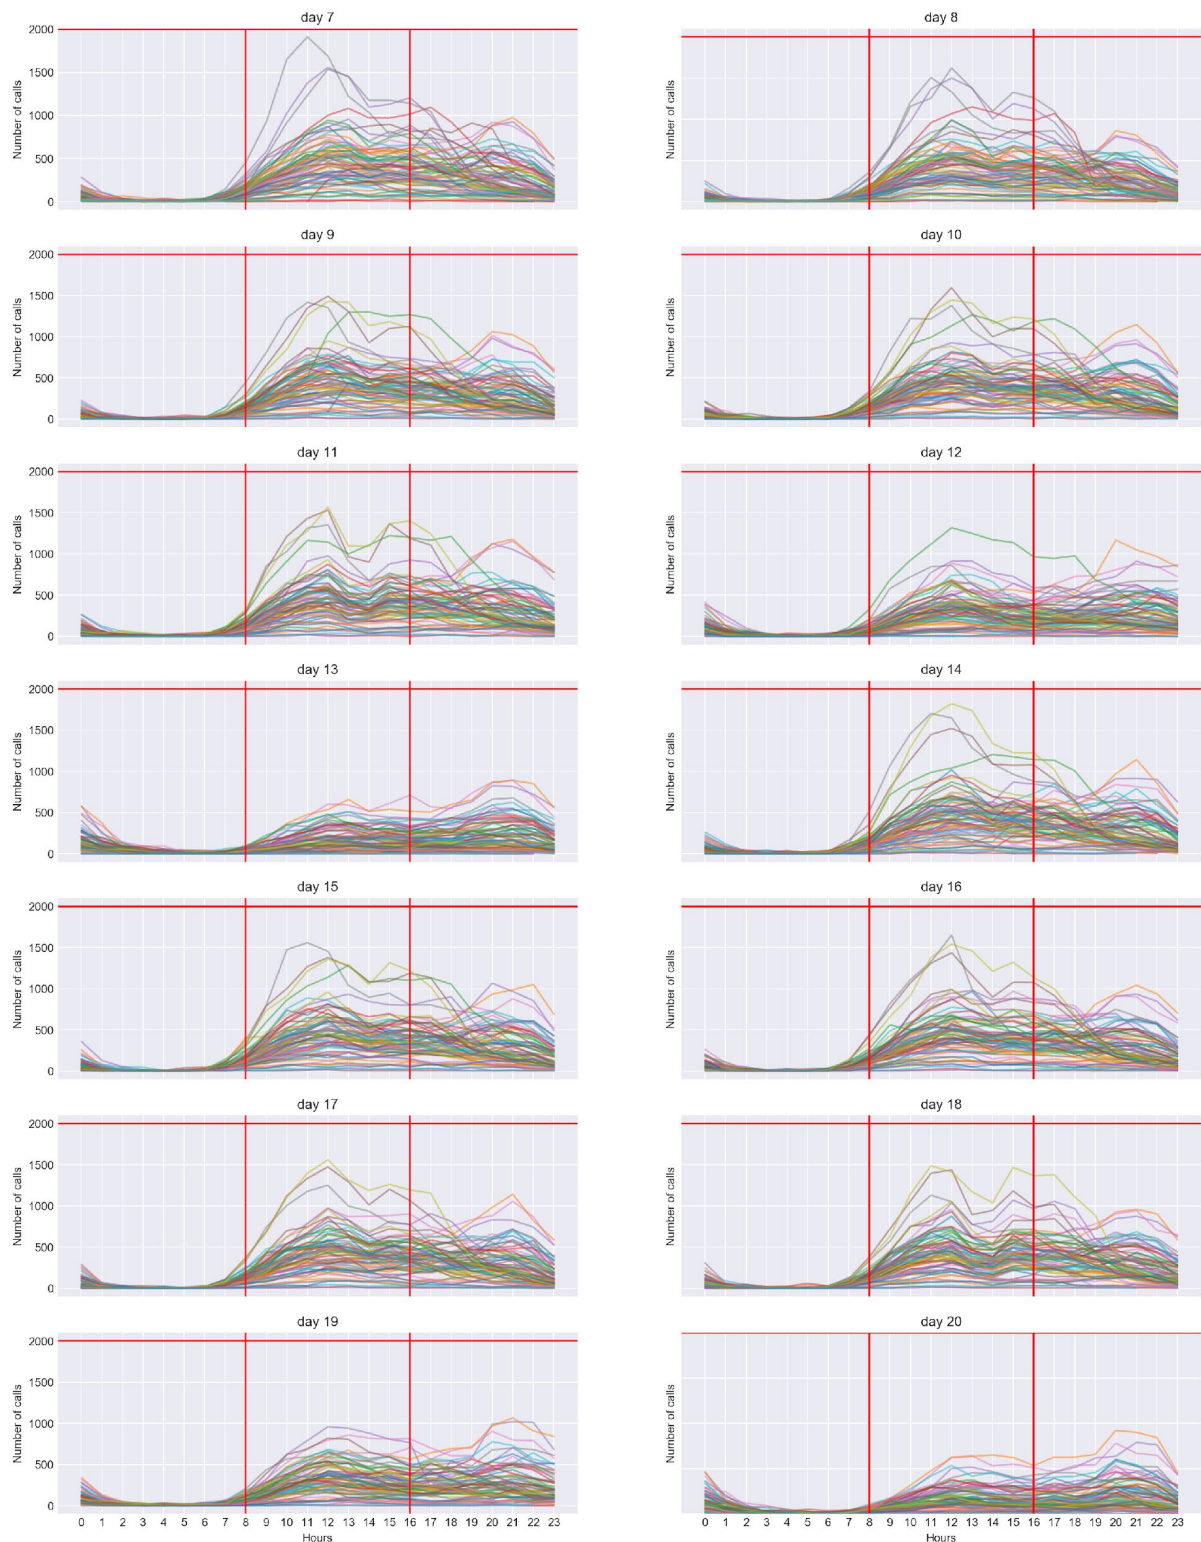 day 7
day 8
2000
1500
1000
500
0
Number of calls
Number of calls
day 9
day 10
2000
1500
1000
500
0
Number of calls
Number of calls
day 11
day 12
2000
1500
1000
500
0
Number of calls
Number of calls
day 13
day 14
2000
1500
1000
500
0
Number of calls
Number of calls
day 15
day 16
2000
1500
1000
500
0
Number of calls
Number of calls
day 17
day 18
2000
1500
1000
500
0
Number of calls
Number of calls
day 19
day 20
2000
1500
1000
500
0
Number of calls
Number of calls
0 1 2 3 4 5 6 7 8 9 10 11 12 13 14 15 16 17 18 19 20 21 22 23
0 1 2 3 4 5 6 7 8 9 10 11 12 13 14 15 16 17 18 19 20 21 22 23
Hours
Hours